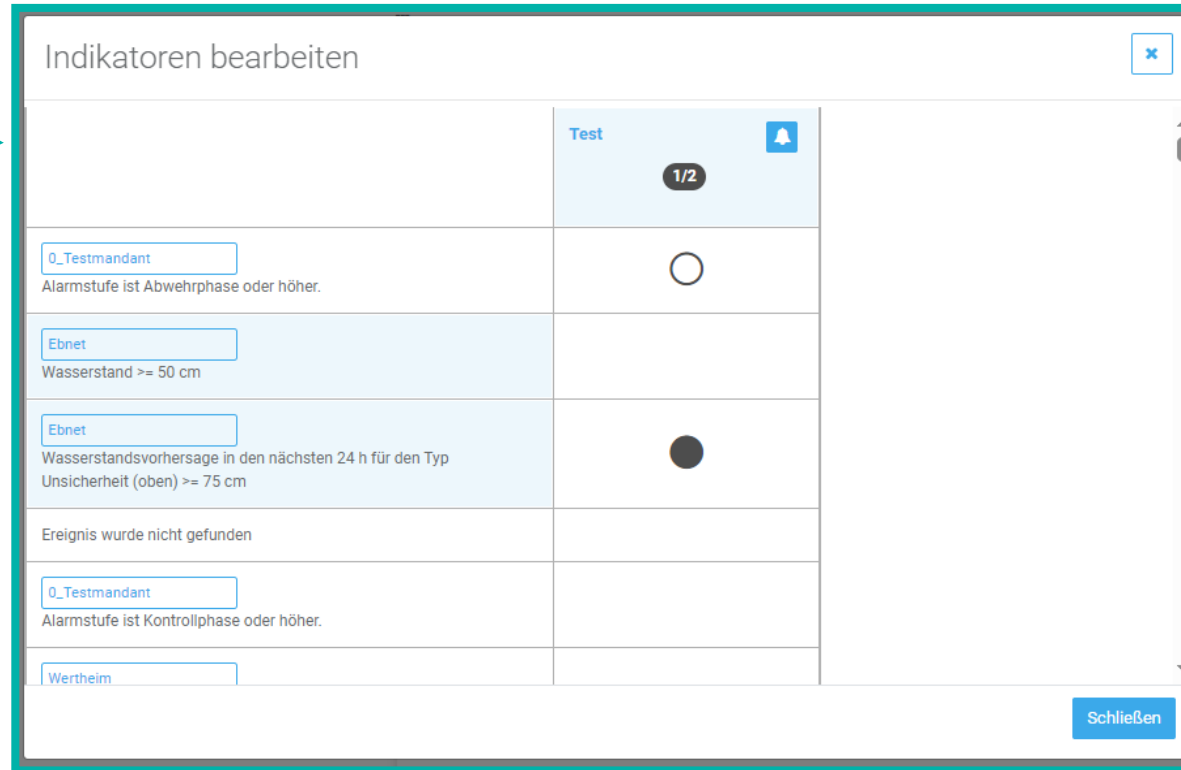 Indikatoren bearbeiten
Test
1/2
0_Testmandant
Alarmstufe ist Abwehrphase oder höher.
Ebnet
Wasserstand >= 50 cm
Ebnet
Wasserstandsvorhersage in den nächsten 24 h für den Typ
Unsicherheit (oben) >= 75 cm
Ereignis wurde nicht gefunden
0_Testmandant
Alarmstufe ist Kontrollphase oder höher.
Wertheim
Schließen